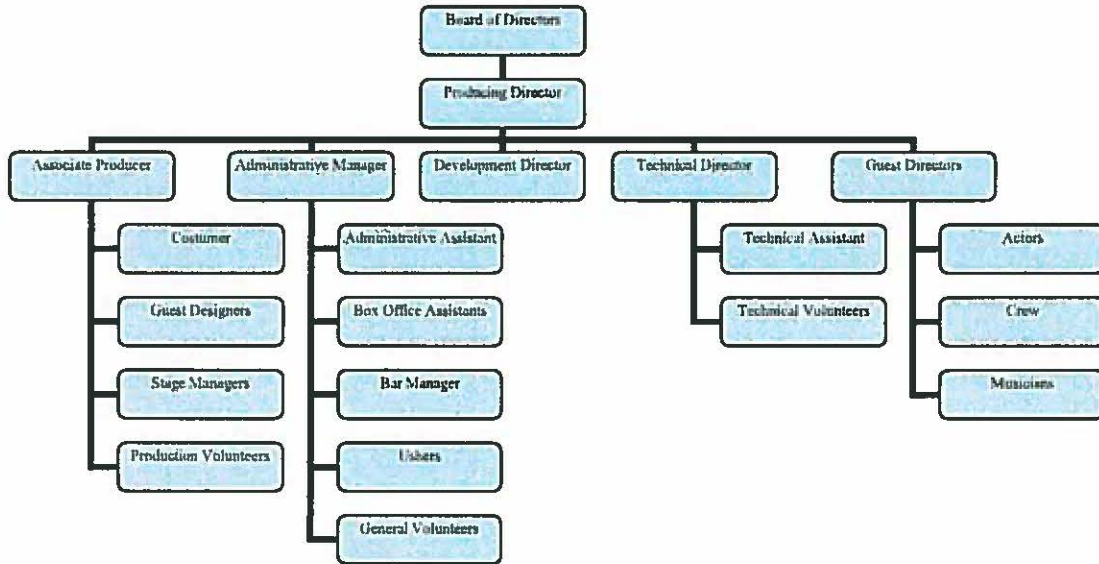 Board of Directors
Producing Director
Associate Producer
Administrative Manager
Development Director
Technical Director
Guest Directors
Costumer
Administrative Assistant
Technical Assistant
Actors
Guest Designers
Box Office Assistants
Technical Volunteers
Crew
Stage Managers
Bar Manager
Musicians
Production Volunteers
Ushers
General Volunteers